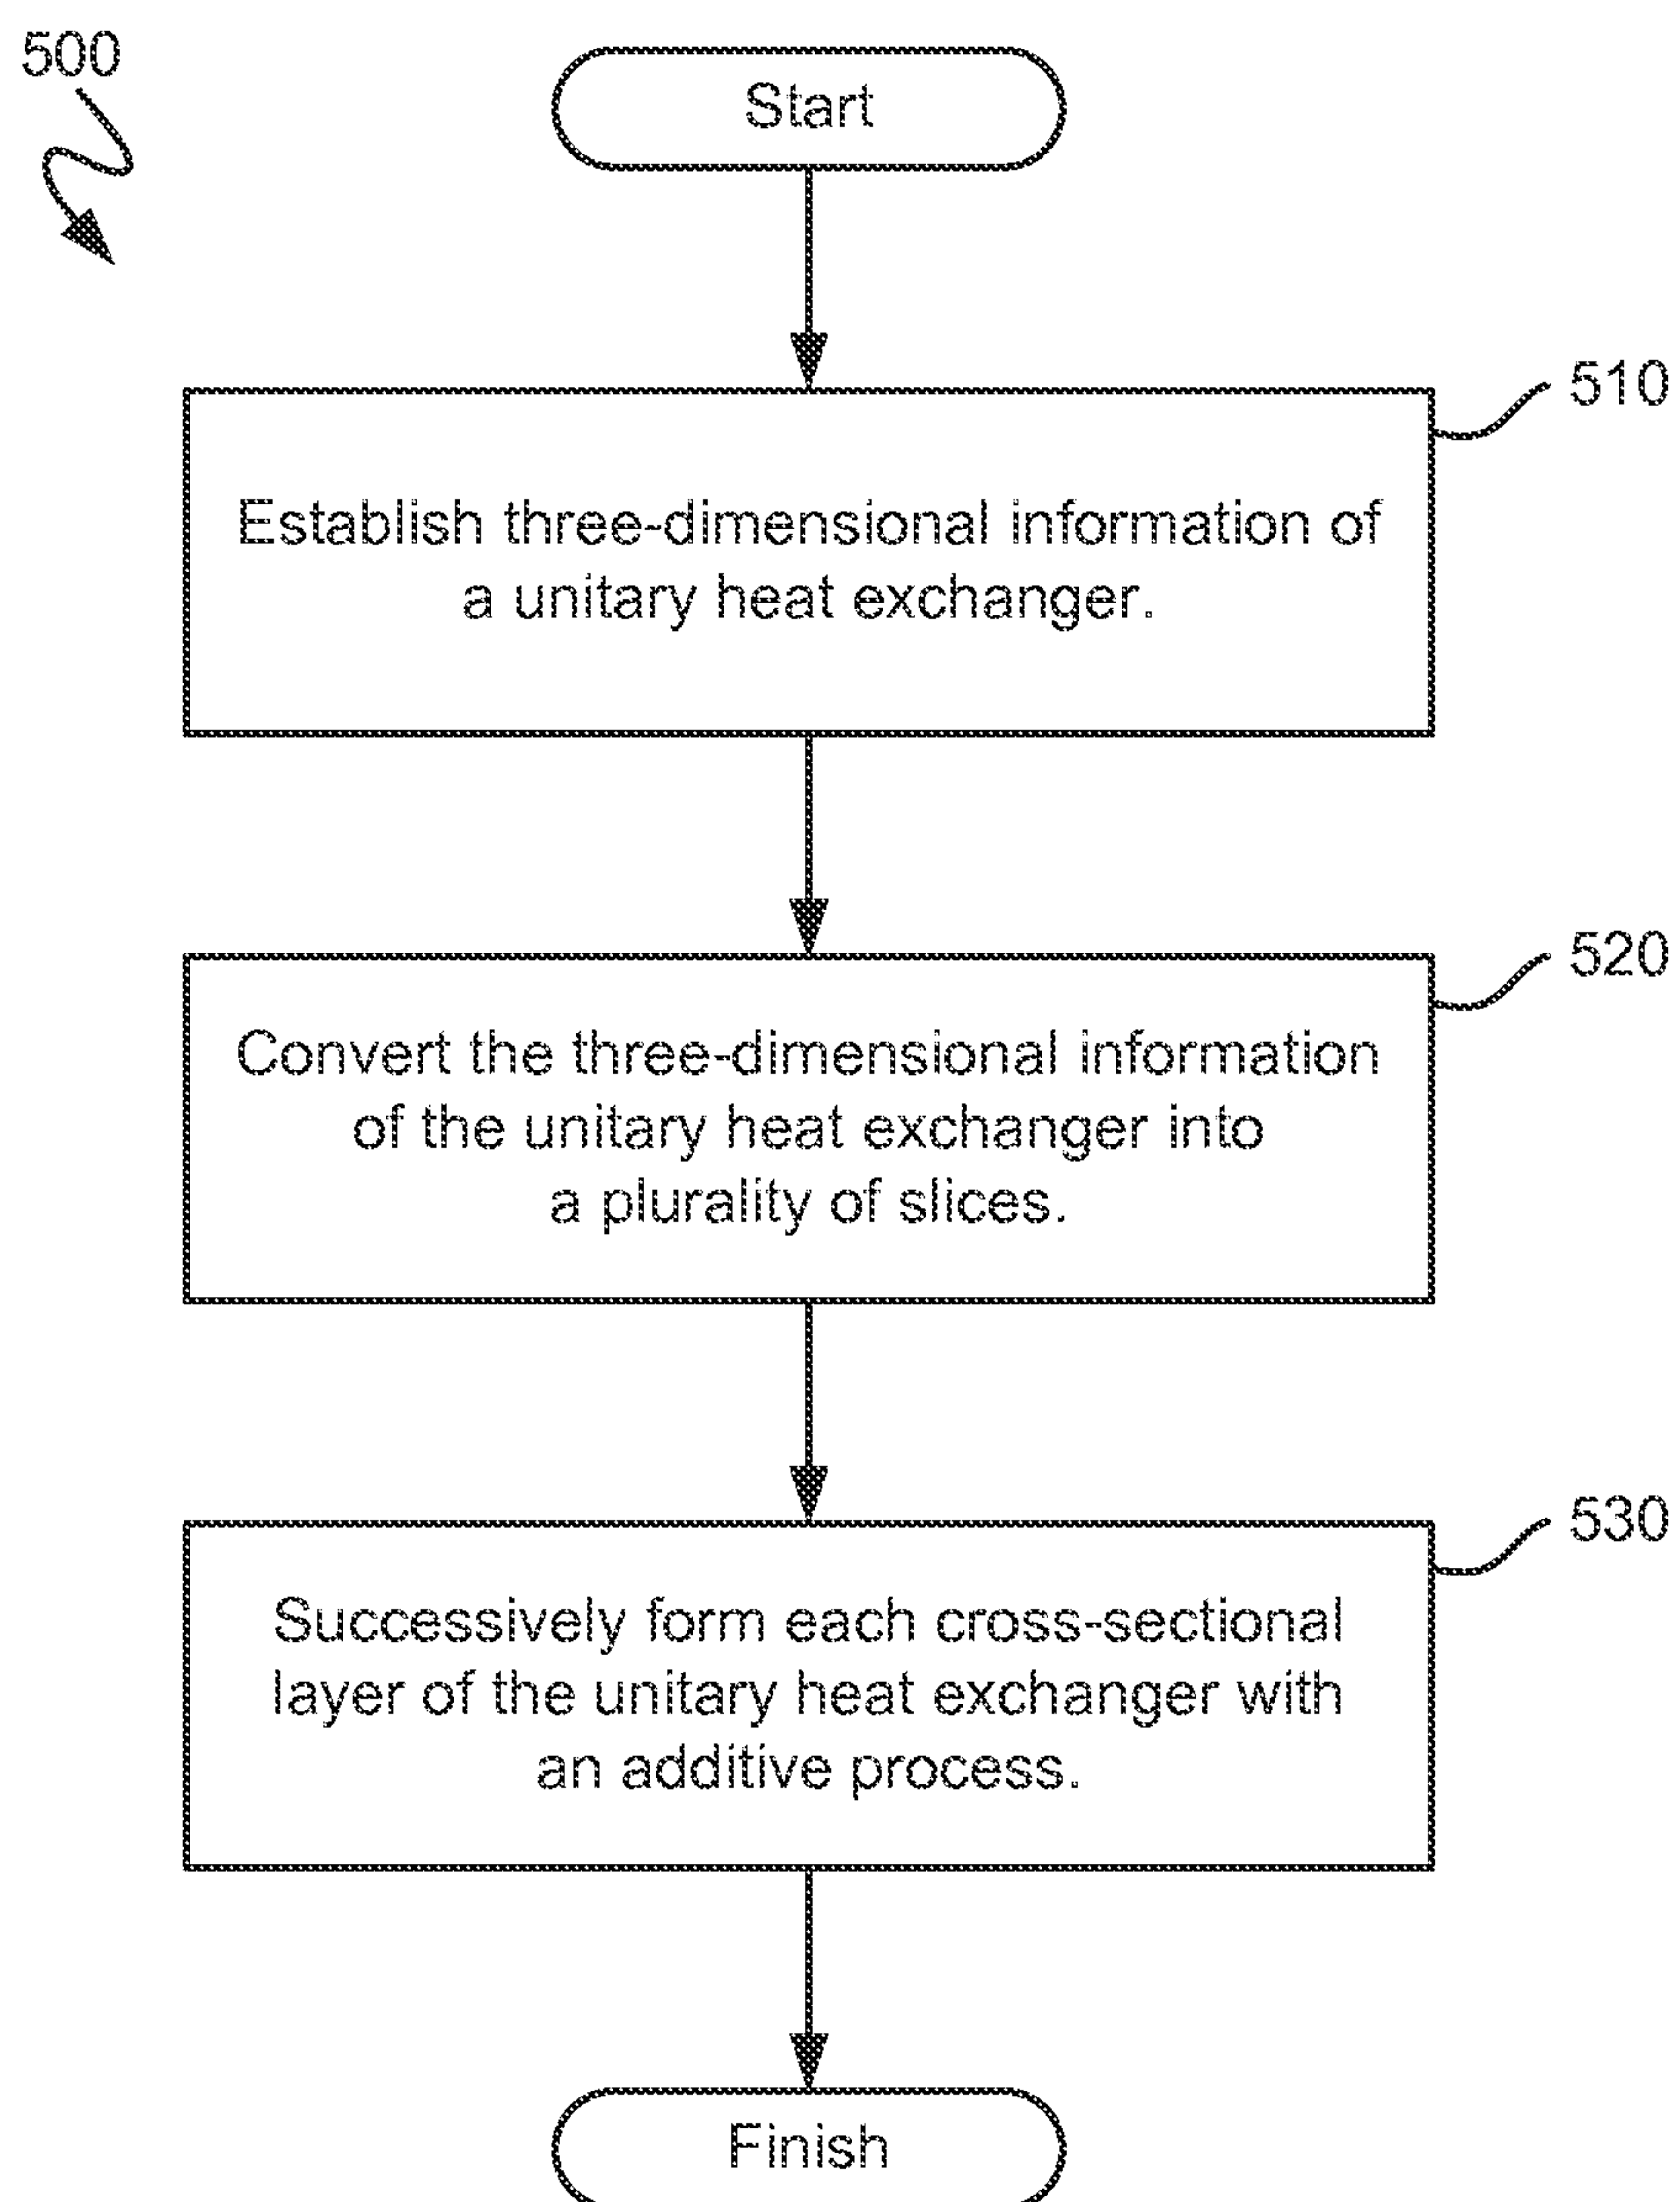 500
Start
510
Establish three-dimensional information of
a unitary heat exchanger.
520
Convert the three-dimensional information
of the unitary heat exchanger into
a plurality of slices.
530
Successively form each cross-sectional
layer of the unitary heat exchanger with
an additive process.
Finish